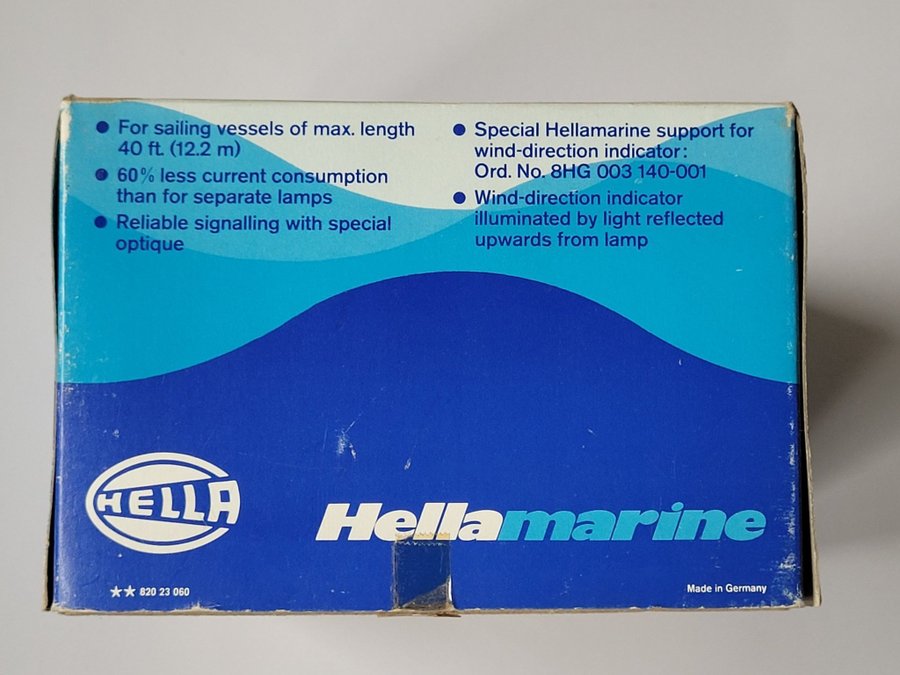 ● For sailing vessels of max. length
40 ft. (12.2 m)
● 60% less current consumption
than for separate lamps
● Reliable signalling with special
optique
● Special Hellamarine support for
wind-direction indicator:
Ord. No. 8HG 003 140-001
● Wind-direction indicator
illuminated by light reflected
upwards from lamp
HELLA
Hellamarine
★★ 820 23 060
Made in Germany